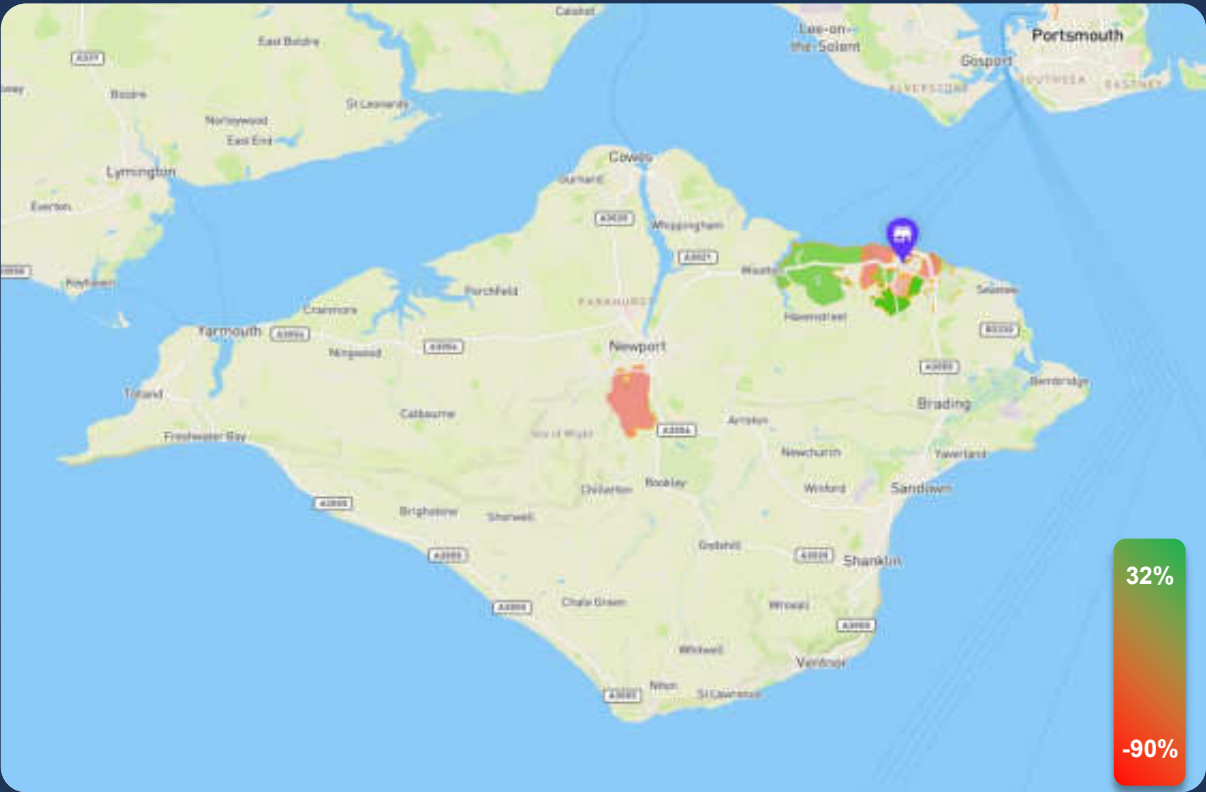 Calshot
Lee-on-
the-Solent
Portsmouth
East Boldre
Gosport
SOUTHSEA
ALVERSTOKE
EASTNEY
Boldre
St Leonards
Norleywood
East End
Lymington
Everton
Keyhaven
Cowes
Gurnard
A3020
Whippingham
A3021
Wootto
Porchfield
PARKHURST
Cranmore
Yarmouth
A3054
Ningwood
A3054
Newport
Havenstreet
Seaview
B3330
A3055
Bembridge
Brading
Totland
Calbourne
Freshwater Bay
Isle of Wight
A3056
Arreton
Newchurch
Yaverland
Winford
Sandown
Chillerton
Rookley
A3055
Brighstone
Shorwell
A3055
Godshill
A3020
Shanklin
32%
A3055
Chale Green
Wroxall
A3055
Whitwell
Ventnor
Niton
St Lawrence
A3055
-90%